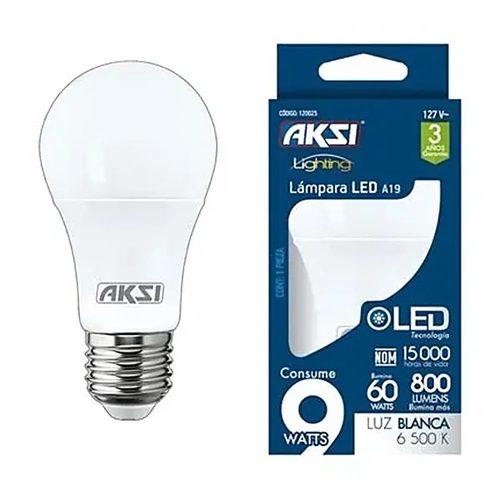 AKSI
CÓDIGO: 120025
127 V~
AKSI
Lighting
3
AÑOS
Garantía
Lámpara LED A19
CONT: 1 PIEZA
LED
Tecnología
NOM
15 000
horas de vida
Consume
9
WATTS
Ilumina
60
WATTS
800
LUMENS
Ilumina más
LUZ BLANCA
6 500 K